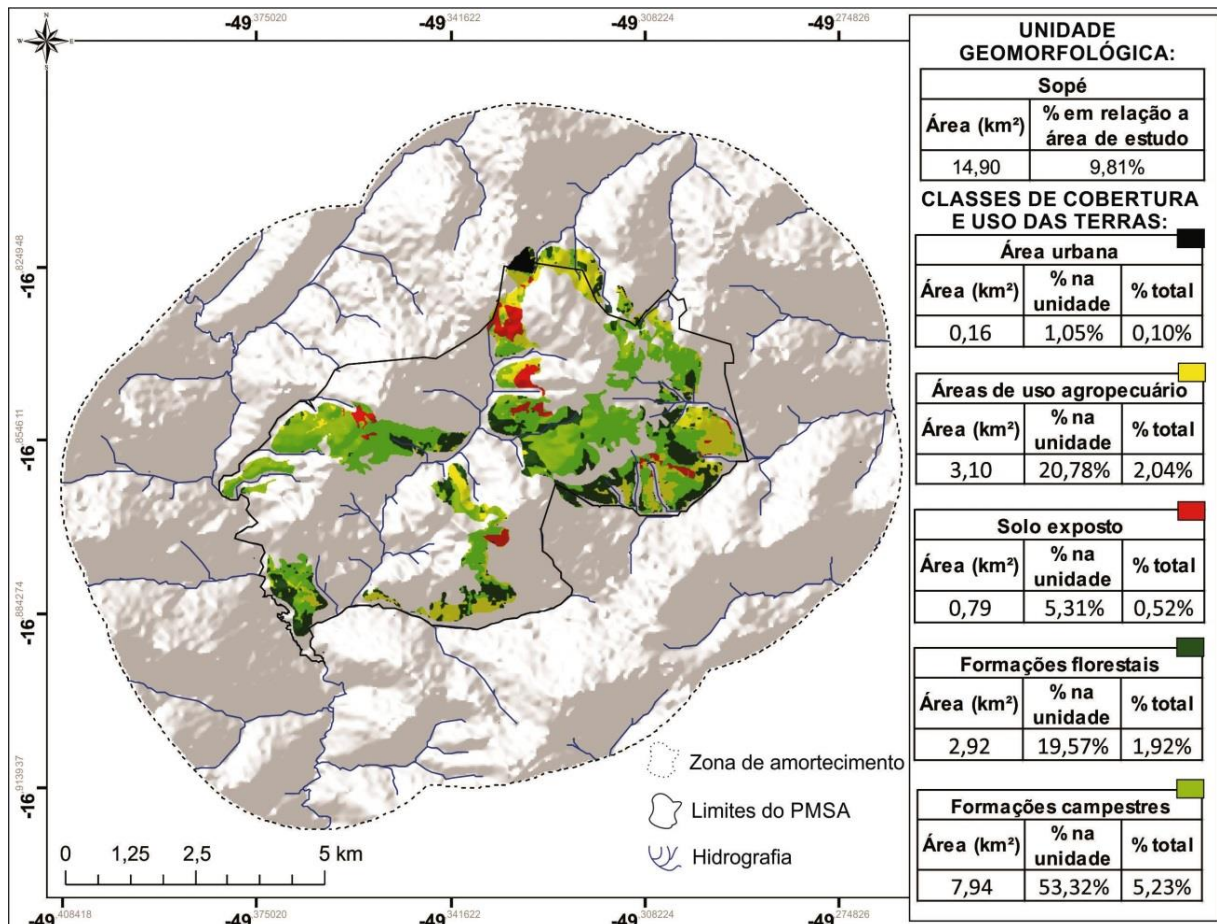 -49,375020 -49,341622 -49,308224 -49,274826
N
W E
S
-16,824948
-16,854611
-16,884274
-16,913937
Zona de amortecimento
Limites do PMSA
Hidrografia
0 1,25 2,5 5 km
-49,408418 -49,375020 -49,341622 -49,308224 -49,274826
UNIDADE
GEOMORFOLÓGICA:
Sopé
Área (km²) % em relação a
área de estudo
14,90 9,81%
CLASSES DE COBERTURA
E USO DAS TERRAS:
Área urbana
Área (km²) % na
unidade % total
0,16 1,05% 0,10%
Áreas de uso agropecuário
Área (km²) % na
unidade % total
3,10 20,78% 2,04%
Solo exposto
Área (km²) % na
unidade % total
0,79 5,31% 0,52%
Formações florestais
Área (km²) % na
unidade % total
2,92 19,57% 1,92%
Formações campestres
Área (km²) % na
unidade % total
7,94 53,32% 5,23%